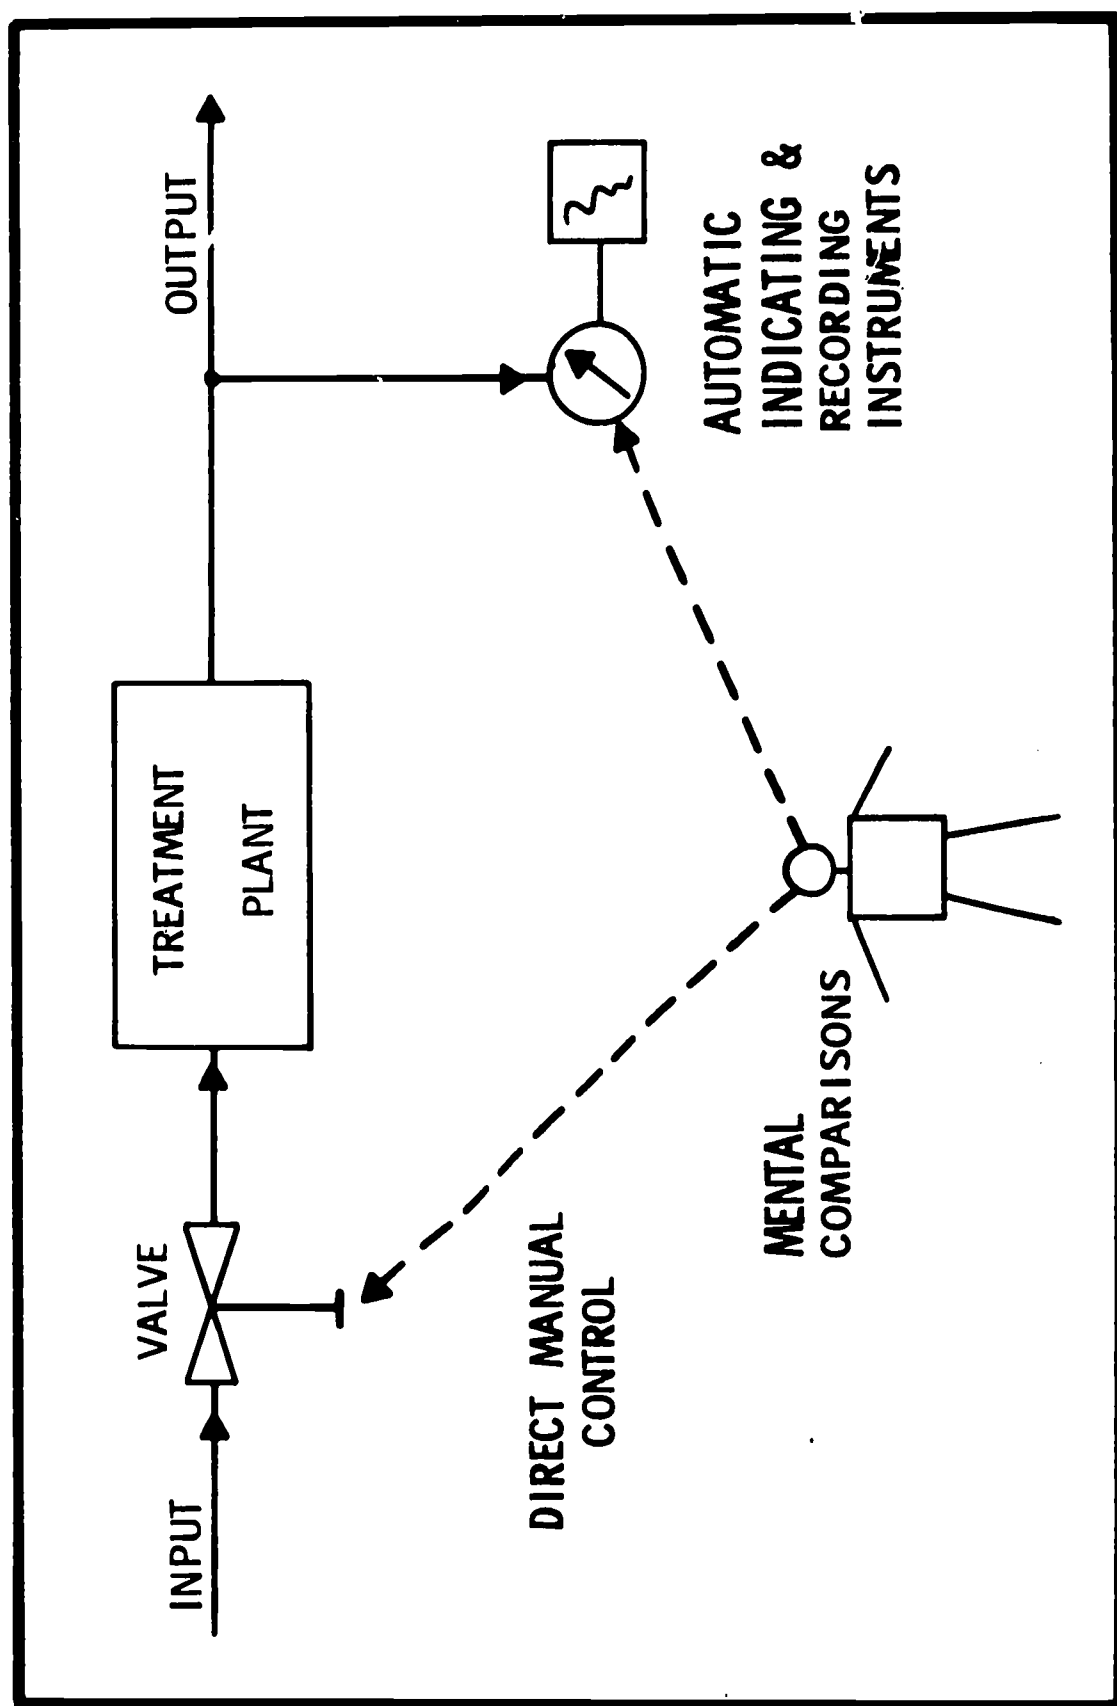 INPUT
VALVE
TREATMENT
PLANT
OUTPUT
DIRECT MANUAL
CONTROL
MENTAL
COMPARISONS
AUTOMATIC
INDICATING &
RECORDING
INSTRUMENTS